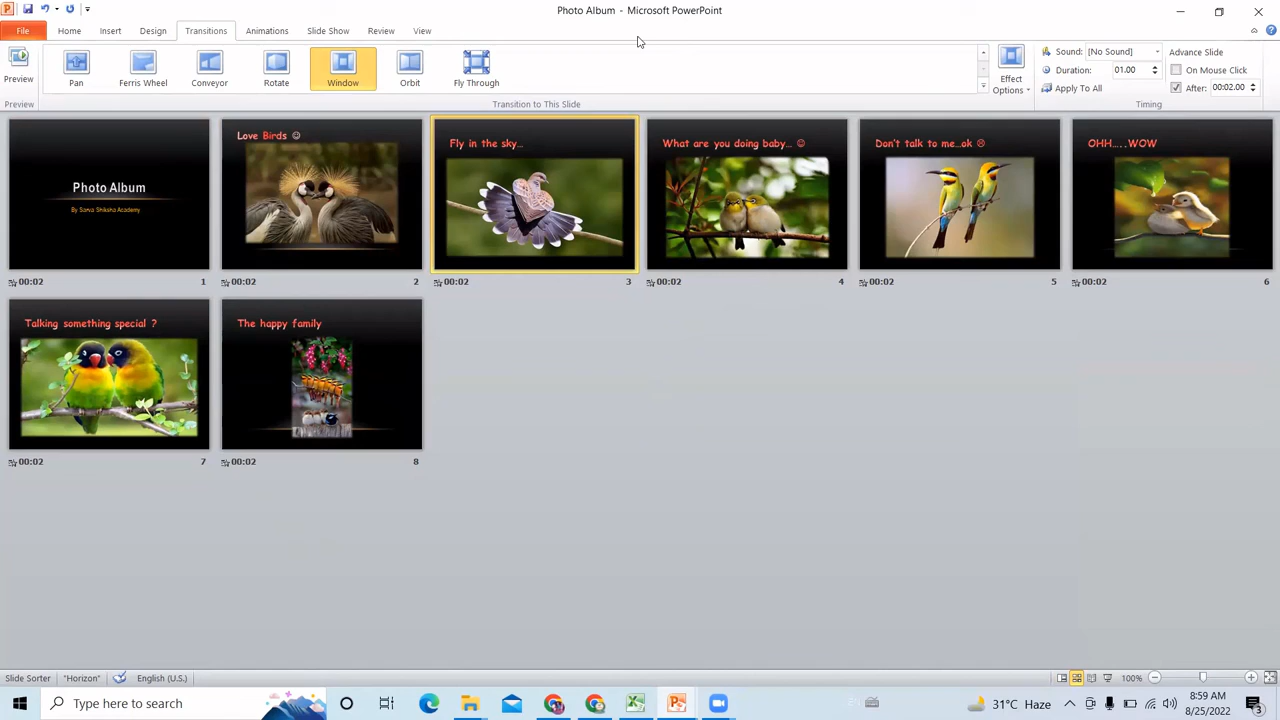 Photo Album - Microsoft PowerPoint
File Home Insert Design Transitions Animations Slide Show Review View
Preview
Pan
Ferris Wheel
Conveyor
Rotate
Window
Orbit
Fly Through
Effect
Options
Sound: [No Sound]
Duration: 01.00
Apply To All
Advance Slide
On Mouse Click
After: 00:02.00
Preview
Transition to This Slide
Timing
Photo Album
By Sarva Shiksha Academy
00:02 1
Love Birds ☺
00:02 2
Fly in the sky...
00:02 3
What are you doing baby... ☺
00:02 4
Don't talk to me..ok ☹
00:02 5
OHH.....WOW
00:02 6
Talking something special ?
00:02 7
The happy family
00:02 8
Slide Sorter "Horizon" English (U.S.) 100%
Type here to search
31°C Haze
8:59 AM
8/25/2022
3